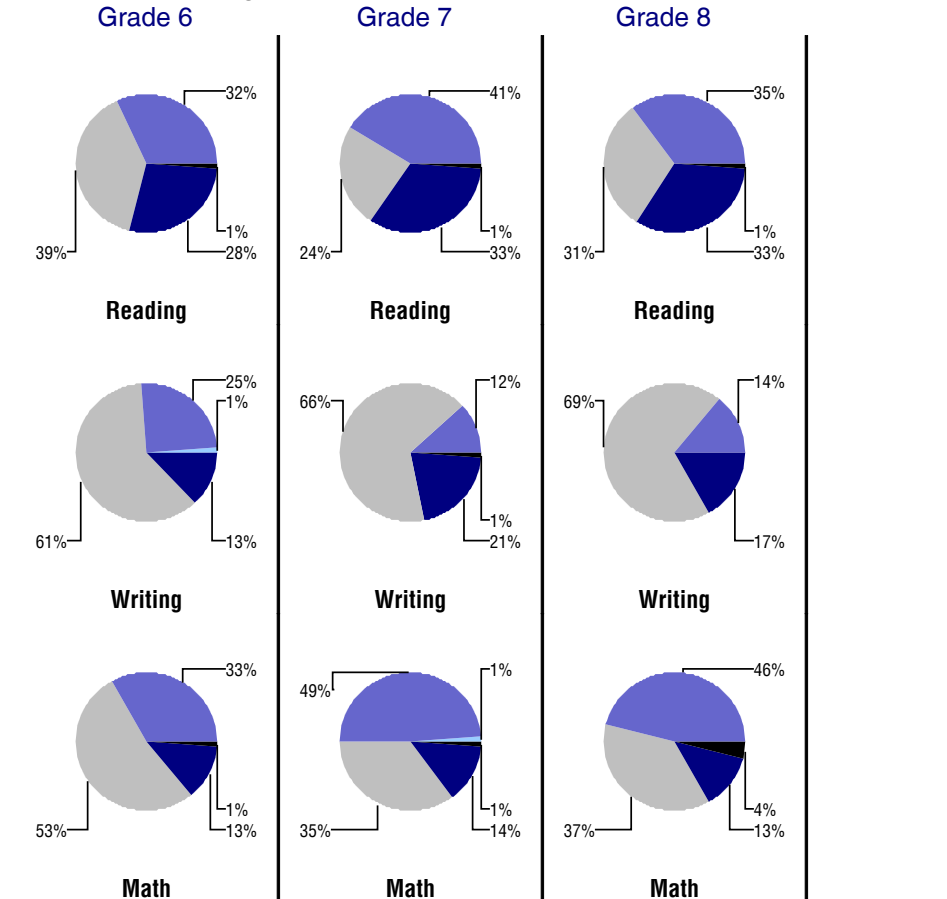 Grade 6 Grade 7 Grade 8
32% 41% 35%
1% 1% 1%
39% 28% 24% 33% 31% 33%
Reading Reading Reading
25% 12% 14%
1% 66% 69%
1%
61% 13% 21% 17%
Writing Writing Writing
33% 1% 46%
49%
1% 1% 4%
53% 13% 35% 14% 37% 13%
Math Math Math